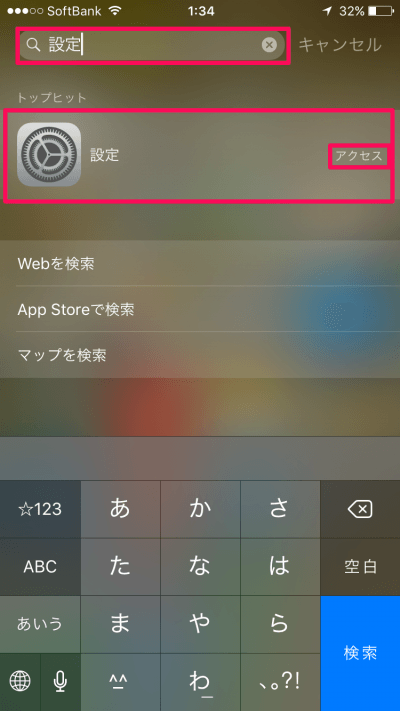 SoftBank 1:34 32%
設定 キャンセル
トップヒット
設定 アクセス
Webを検索
App Storeで検索
マップを検索
☆123 あ か さ
ABC た な は 空白
あいう ま や ら 検索
^^ わ_ 、。?!